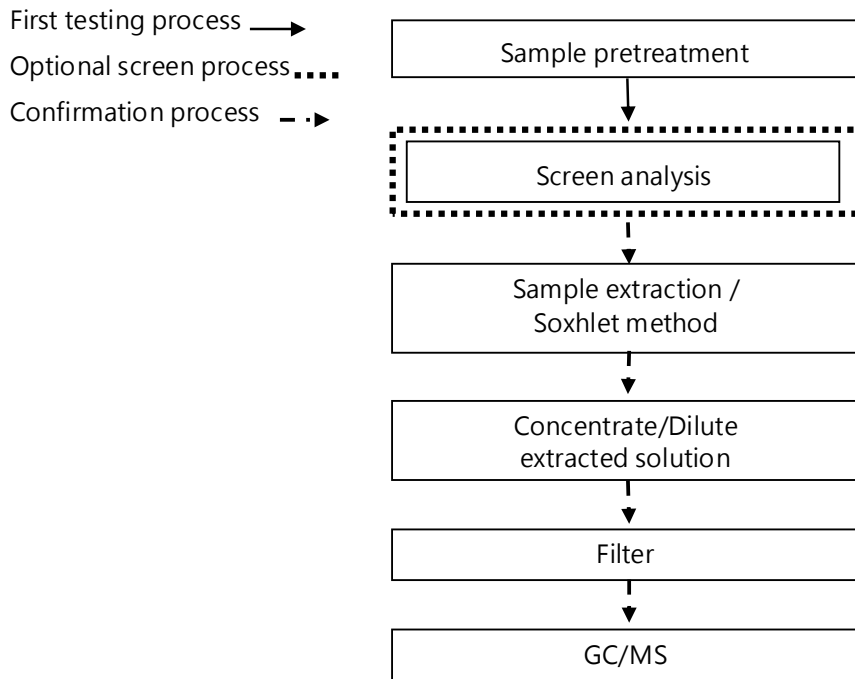 First testing process
Optional screen process
Confirmation process
Sample pretreatment
Screen analysis
Sample extraction /
Soxhlet method
Concentrate/Dilute
extracted solution
Filter
GC/MS